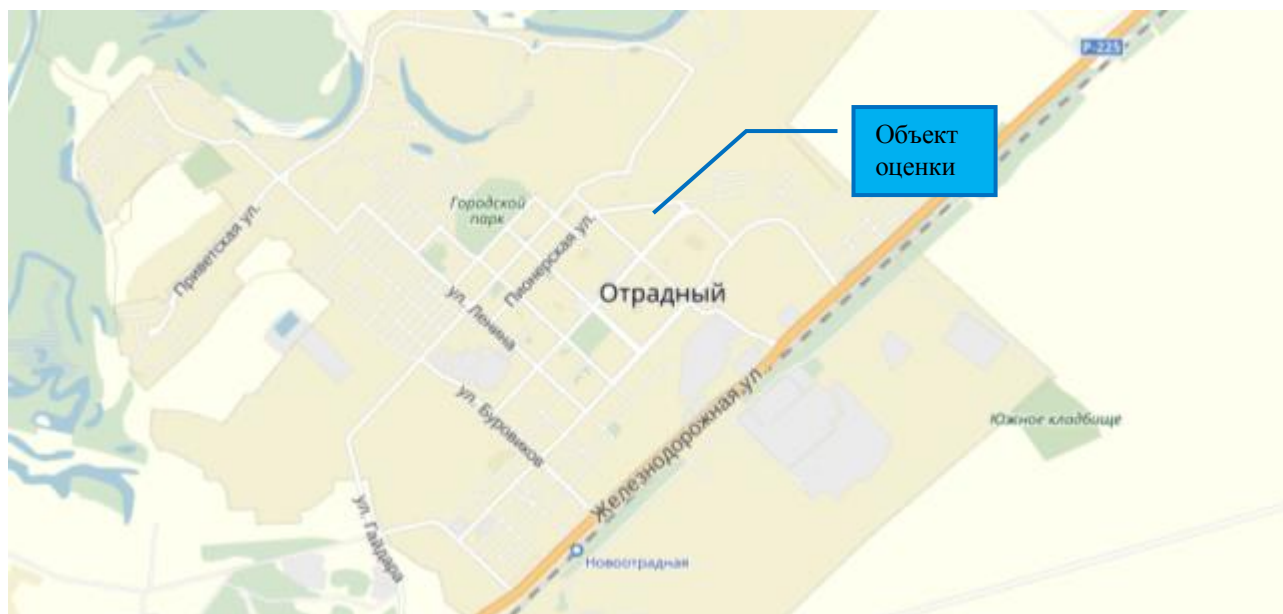 Р-225
Объект
оценки
Городской
парк
Приветская ул.
Пионерская ул.
Отрадный
ул. Ленина
ул. Буровиков
Железнодорожная ул.
Южное кладбище
ул. Гайдара
Новоотрадная